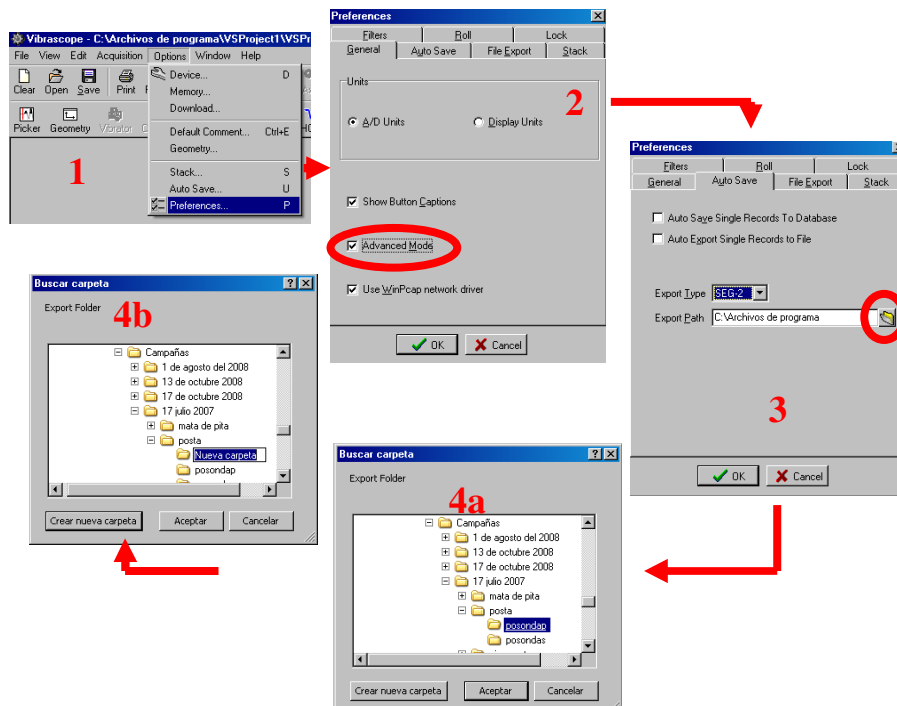 Vibrascope - C:\Archivos de programa\VSProject1\VSPr
File View Edit Acquisition Options Window Help
Clear Open Save Print
Picker Geometry Vibrator
1
Device... D
Memory...
Download...
Default Comment... Ctrl+E
Geometry...
Stack... S
Auto Save... U
Preferences... P
Preferences
Filters Roll Lock
General Auto Save File Export Stack
Units
A/D Units Display Units
2
Show Button Captions
Advanced Mode
Use WinPcap network driver
OK Cancel
Preferences
Filters Roll Lock
General Auto Save File Export Stack
Auto Save Single Records To Database
Auto Export Single Records to File
Export Type SEG-2
Export Path C:\Archivos de programa
3
OK Cancel
Buscar carpeta
Export Folder
4a
Campañas
1 de agosto del 2008
13 de octubre 2008
17 de octubre 2008
17 julio 2007
mata de pita
posta
posondap
posondas
Crear nueva carpeta Aceptar Cancelar
Buscar carpeta
Export Folder
4b
Campañas
1 de agosto del 2008
13 de octubre 2008
17 de octubre 2008
17 julio 2007
mata de pita
posta
Nueva carpeta
posondap
Crear nueva carpeta Aceptar Cancelar